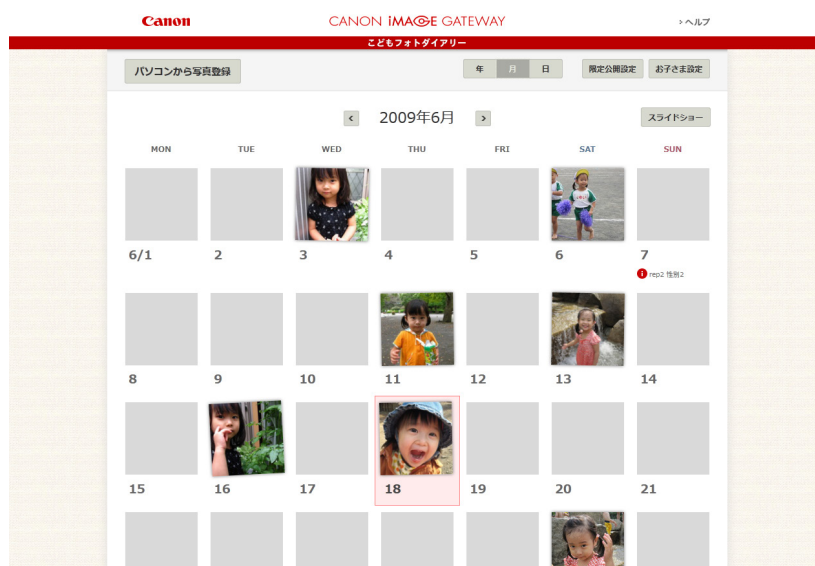 Canon
CANON iMAGE GATEWAY
ヘルプ
こどもフォトダイアリー
パソコンから写真登録
年 月 日
限定公開設定 お子さま設定
< 2009年6月 >
スライドショー
MON TUE WED THU FRI SAT SUN
6/1 2 3 4 5 6 7
rep2 性別2
8 9 10 11 12 13 14
15 16 17 18 19 20 21